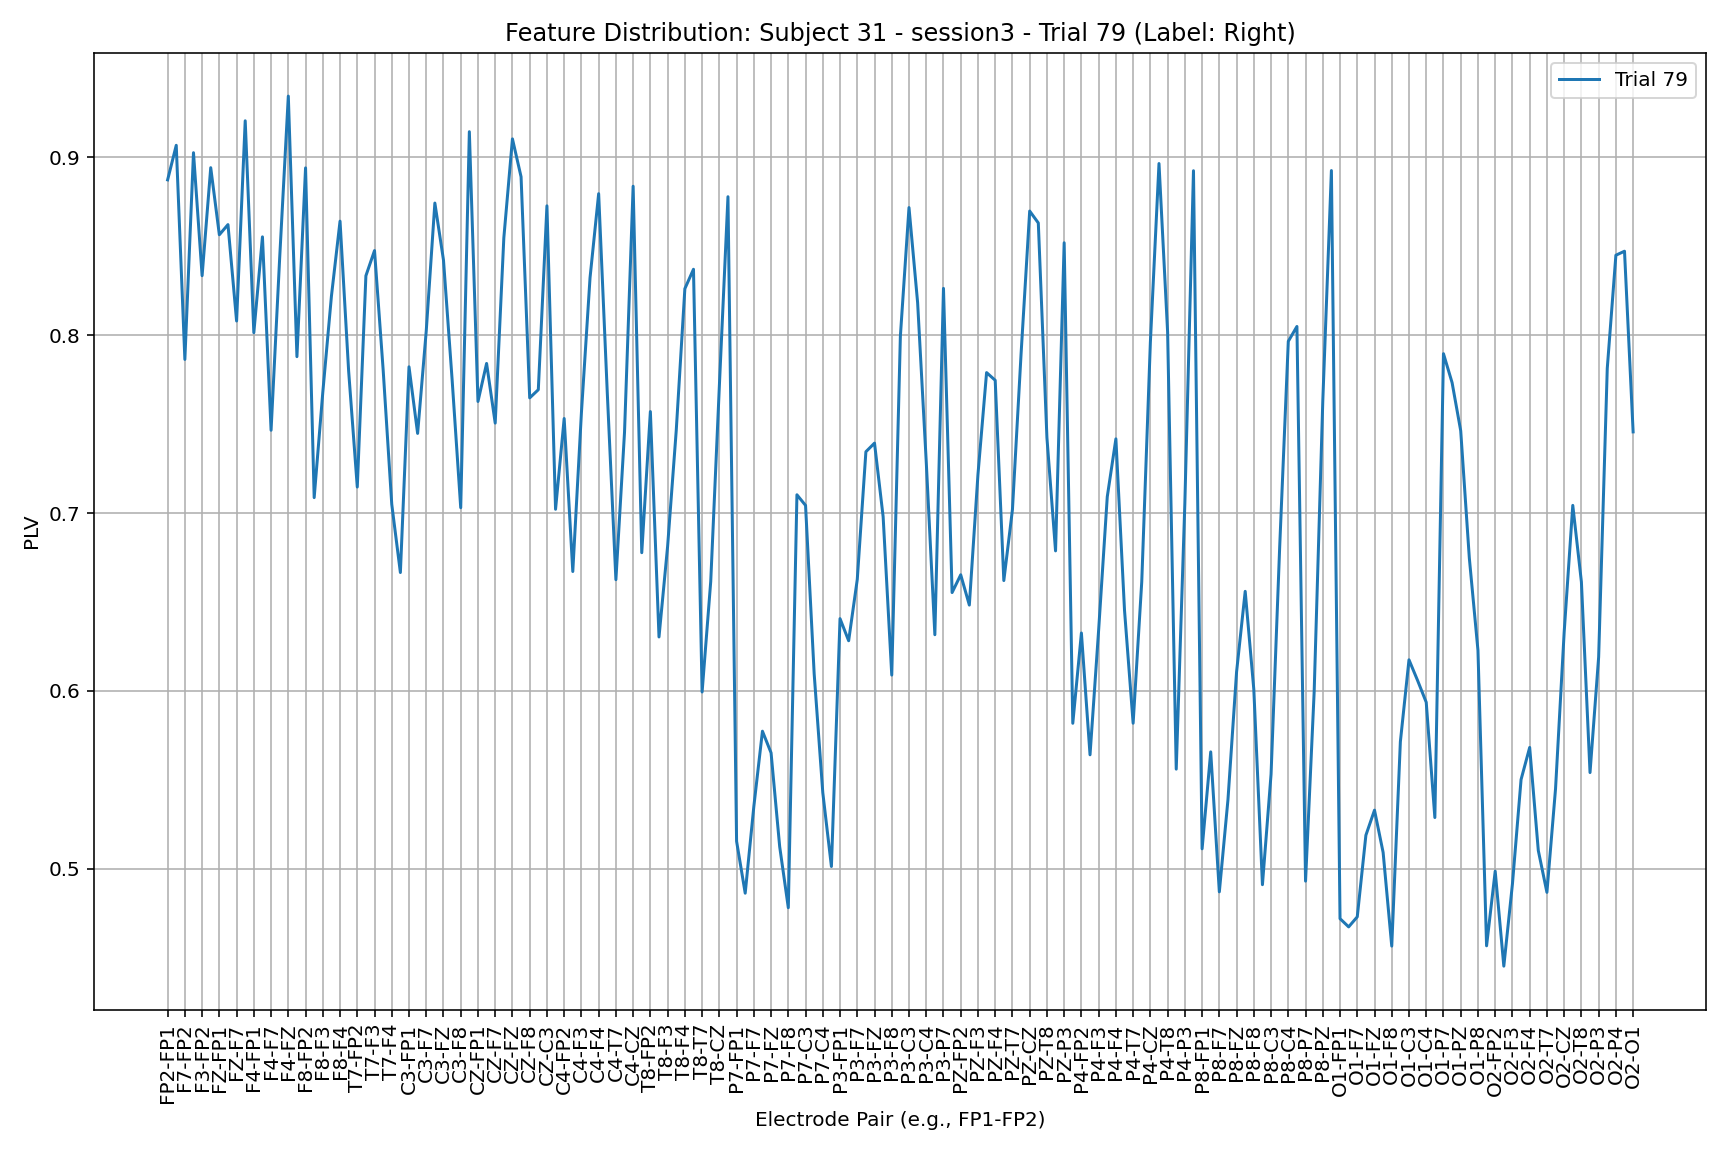 Feature Distribution: Subject 31 - session3 - Trial 79 (Label: Right)
Trial 79
PLV
0.9
0.8
0.7
0.6
0.5
FP2-FP1
F7-FP2
F3-FP2
FZ-FP1
FZ-F7
F4-FP1
F4-F7
F4-FZ
F8-FP2
F8-F3
F8-F4
T7-FP2
T7-F3
T7-F4
C3-FP1
C3-F7
C3-FZ
C3-F8
CZ-FP1
CZ-F7
CZ-FZ
CZ-F8
CZ-C3
C4-FP2
C4-F3
C4-F4
C4-T7
C4-CZ
T8-FP2
T8-F3
T8-F4
T8-T7
T8-CZ
P7-FP1
P7-F7
P7-FZ
P7-F8
P7-C3
P7-C4
P3-FP1
P3-F7
P3-FZ
P3-F8
P3-C3
P3-C4
P3-P7
PZ-FP2
PZ-F3
PZ-F4
PZ-T7
PZ-CZ
PZ-T8
PZ-P3
P4-FP2
P4-F3
P4-F4
P4-T7
P4-CZ
P4-T8
P4-P3
P8-FP1
P8-F7
P8-FZ
P8-F8
P8-C3
P8-C4
P8-P7
P8-PZ
O1-FP1
O1-F7
O1-FZ
O1-F8
O1-C3
O1-C4
O1-P7
O1-PZ
O1-P8
O2-FP2
O2-F3
O2-F4
O2-T7
O2-CZ
O2-T8
O2-P3
O2-P4
O2-O1
Electrode Pair (e.g., FP1-FP2)